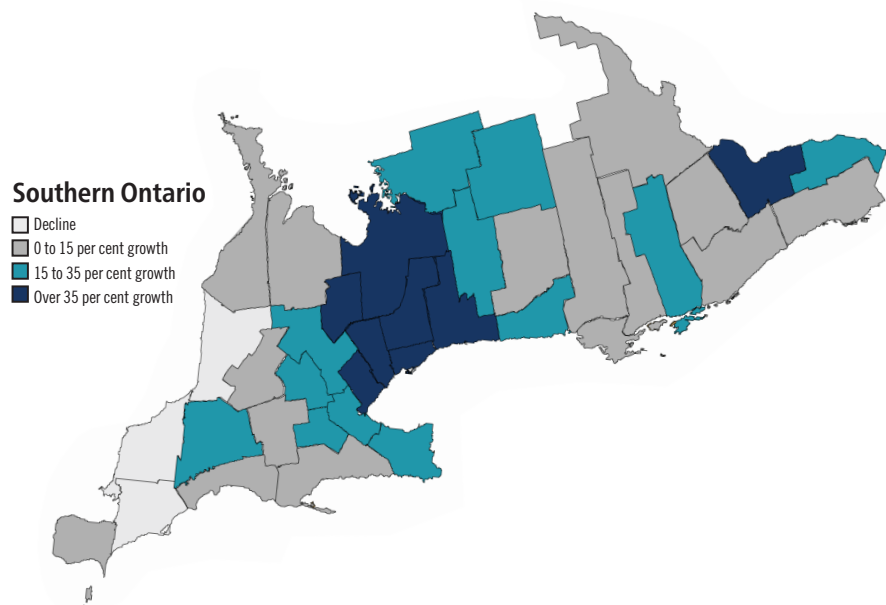 Southern Ontario
Decline
0 to 15 per cent growth
15 to 35 per cent growth
Over 35 per cent growth